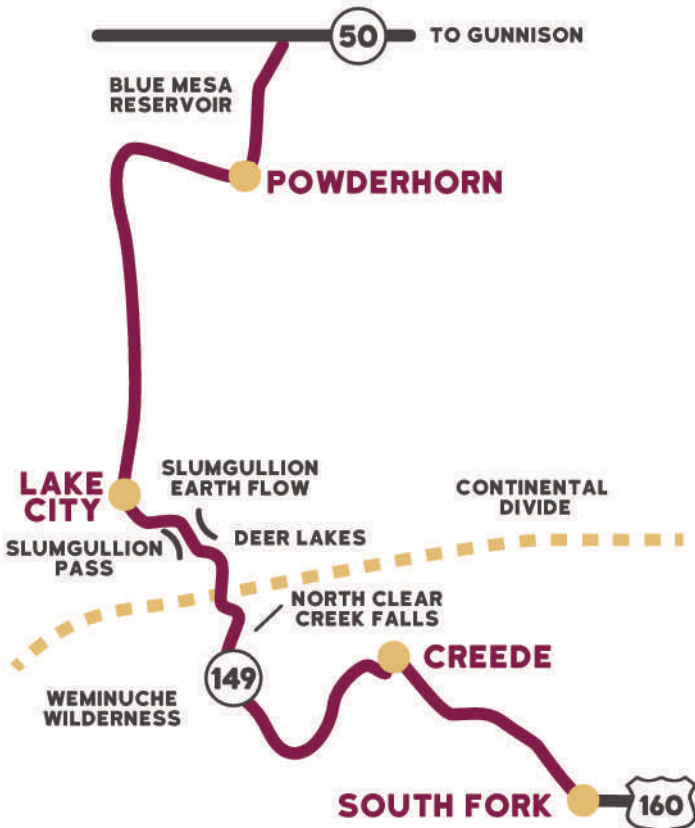 50
TO GUNNISON
BLUE MESA
RESERVOIR
POWDERHORN
SLUMGULLION
EARTH FLOW
LAKE
CITY
CONTINENTAL
DIVIDE
DEER LAKES
SLUMGULLION
PASS
NORTH CLEAR
CREEK FALLS
CREEDE
149
WEMINUCHE
WILDERNESS
SOUTH FORK
160